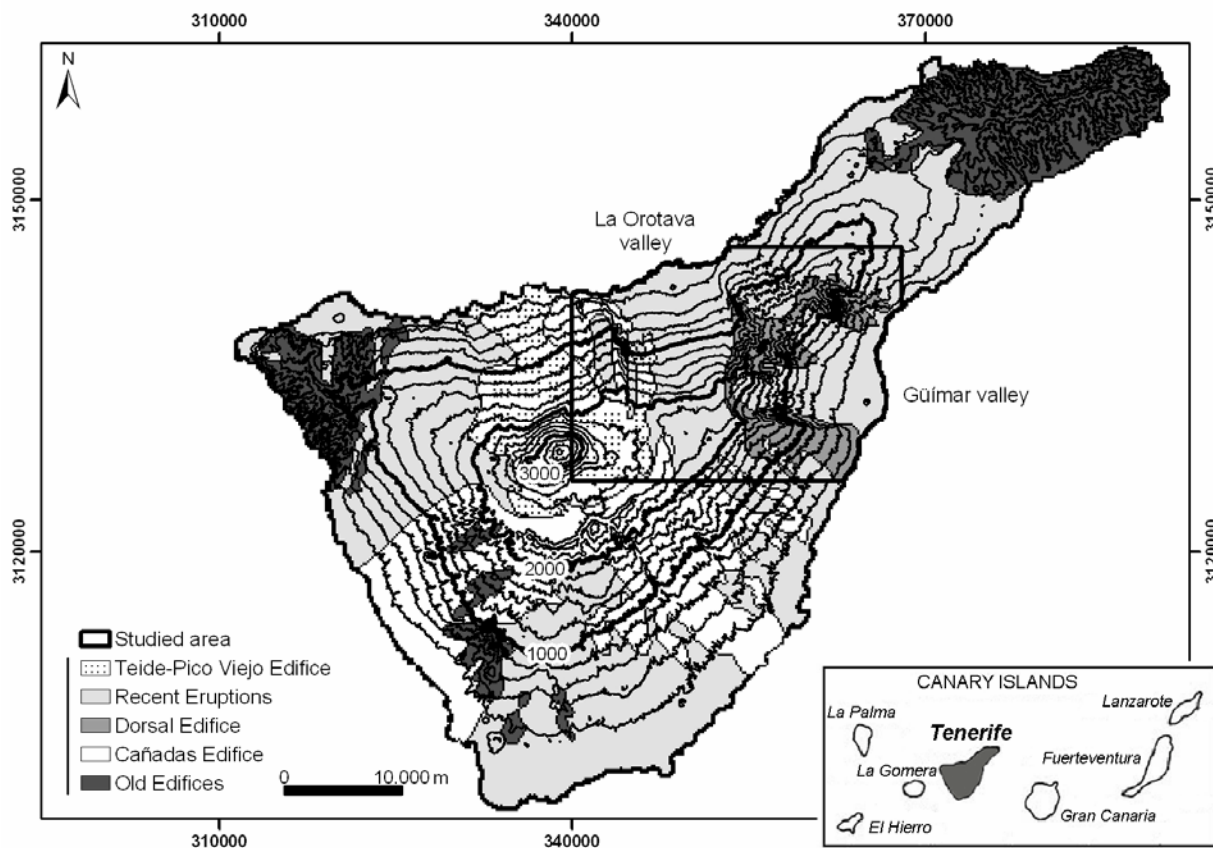 310000 340000 370000
N
3150000 3150000
La Orotava
valley
Güímar valley
3000
3120000 3120000
2000
1000
Studied area
Teide-Pico Viejo Edifice
Recent Eruptions
Dorsal Edifice
Cañadas Edifice
Old Edifices
0 10.000 m
CANARY ISLANDS
La Palma
Tenerife
Lanzarote
La Gomera
Fuerteventura
El Hierro
Gran Canaria
310000 340000